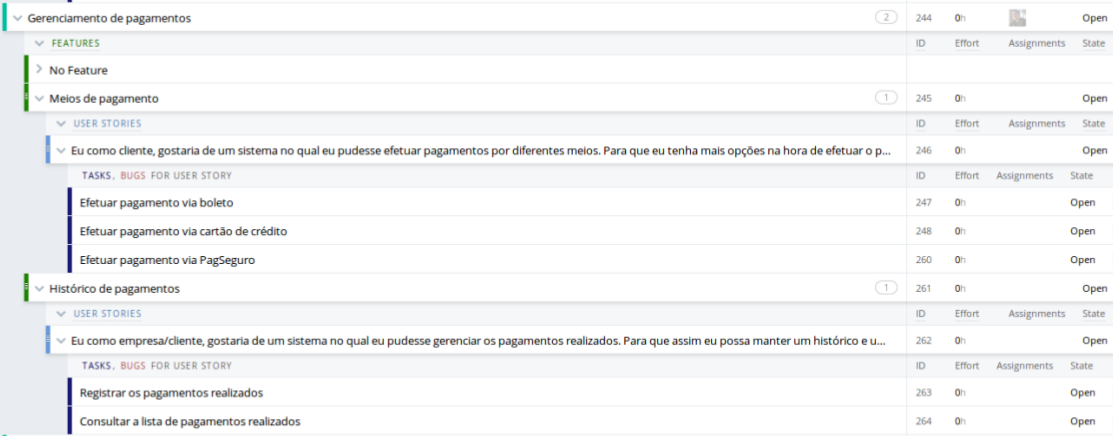 Gerenciamento de pagamentos 2 244 0h Open
FEATURES ID Effort Assignments State
No Feature
Meios de pagamento 1 245 0h Open
USER STORIES ID Effort Assignments State
Eu como cliente, gostaria de um sistema no qual eu pudesse efetuar pagamentos por diferentes meios. Para que eu tenha mais opções na hora de efetuar o p... 246 0h Open
TASKS, BUGS FOR USER STORY ID Effort Assignments State
Efetuar pagamento via boleto 247 0h Open
Efetuar pagamento via cartão de crédito 248 0h Open
Efetuar pagamento via PagSeguro 260 0h Open
Histórico de pagamentos 1 261 0h Open
USER STORIES ID Effort Assignments State
Eu como empresa/cliente, gostaria de um sistema no qual eu pudesse gerenciar os pagamentos realizados. Para que assim eu possa manter um histórico e u... 262 0h Open
TASKS, BUGS FOR USER STORY ID Effort Assignments State
Registrar os pagamentos realizados 263 0h Open
Consultar a lista de pagamentos realizados 264 0h Open